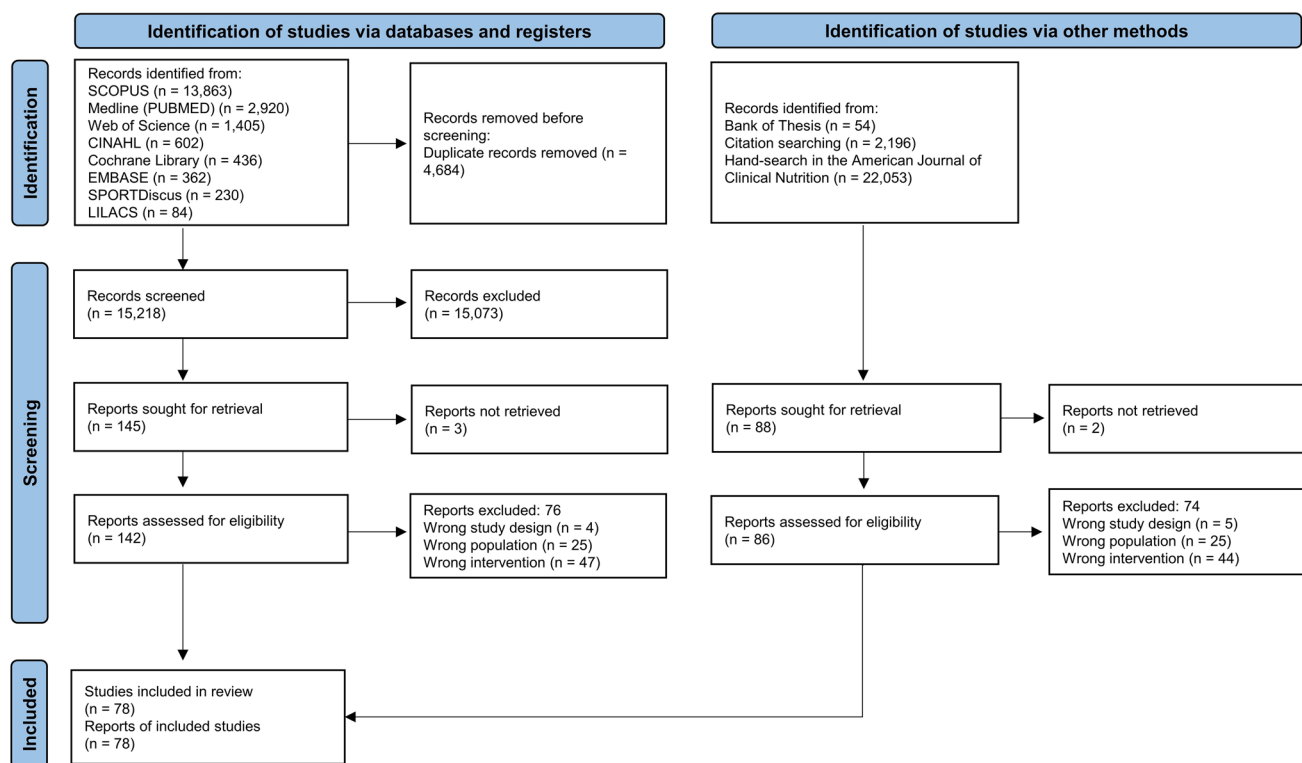 Identification of studies via databases and registers
Identification of studies via other methods
Identification
Records identified from:
SCOPUS (n = 13,863)
Medline (PUBMED) (n = 2,920)
Web of Science (n = 1,405)
CINAHL (n = 602)
Cochrane Library (n = 436)
EMBASE (n = 362)
SPORTDiscus (n = 230)
LILACS (n = 84)
Records removed before
screening:
Duplicate records removed (n =
4,684)
Records identified from:
Bank of Thesis (n = 54)
Citation searching (n = 2,196)
Hand-search in the American Journal of
Clinical Nutrition (n = 22,053)
Screening
Records screened
(n = 15,218)
Records excluded
(n = 15,073)
Reports sought for retrieval
(n = 145)
Reports not retrieved
(n = 3)
Reports sought for retrieval
(n = 88)
Reports not retrieved
(n = 2)
Reports assessed for eligibility
(n = 142)
Reports excluded: 76
Wrong study design (n = 4)
Wrong population (n = 25)
Wrong intervention (n = 47)
Reports assessed for eligibility
(n = 86)
Reports excluded: 74
Wrong study design (n = 5)
Wrong population (n = 25)
Wrong intervention (n = 44)
Included
Studies included in review
(n = 78)
Reports of included studies
(n = 78)